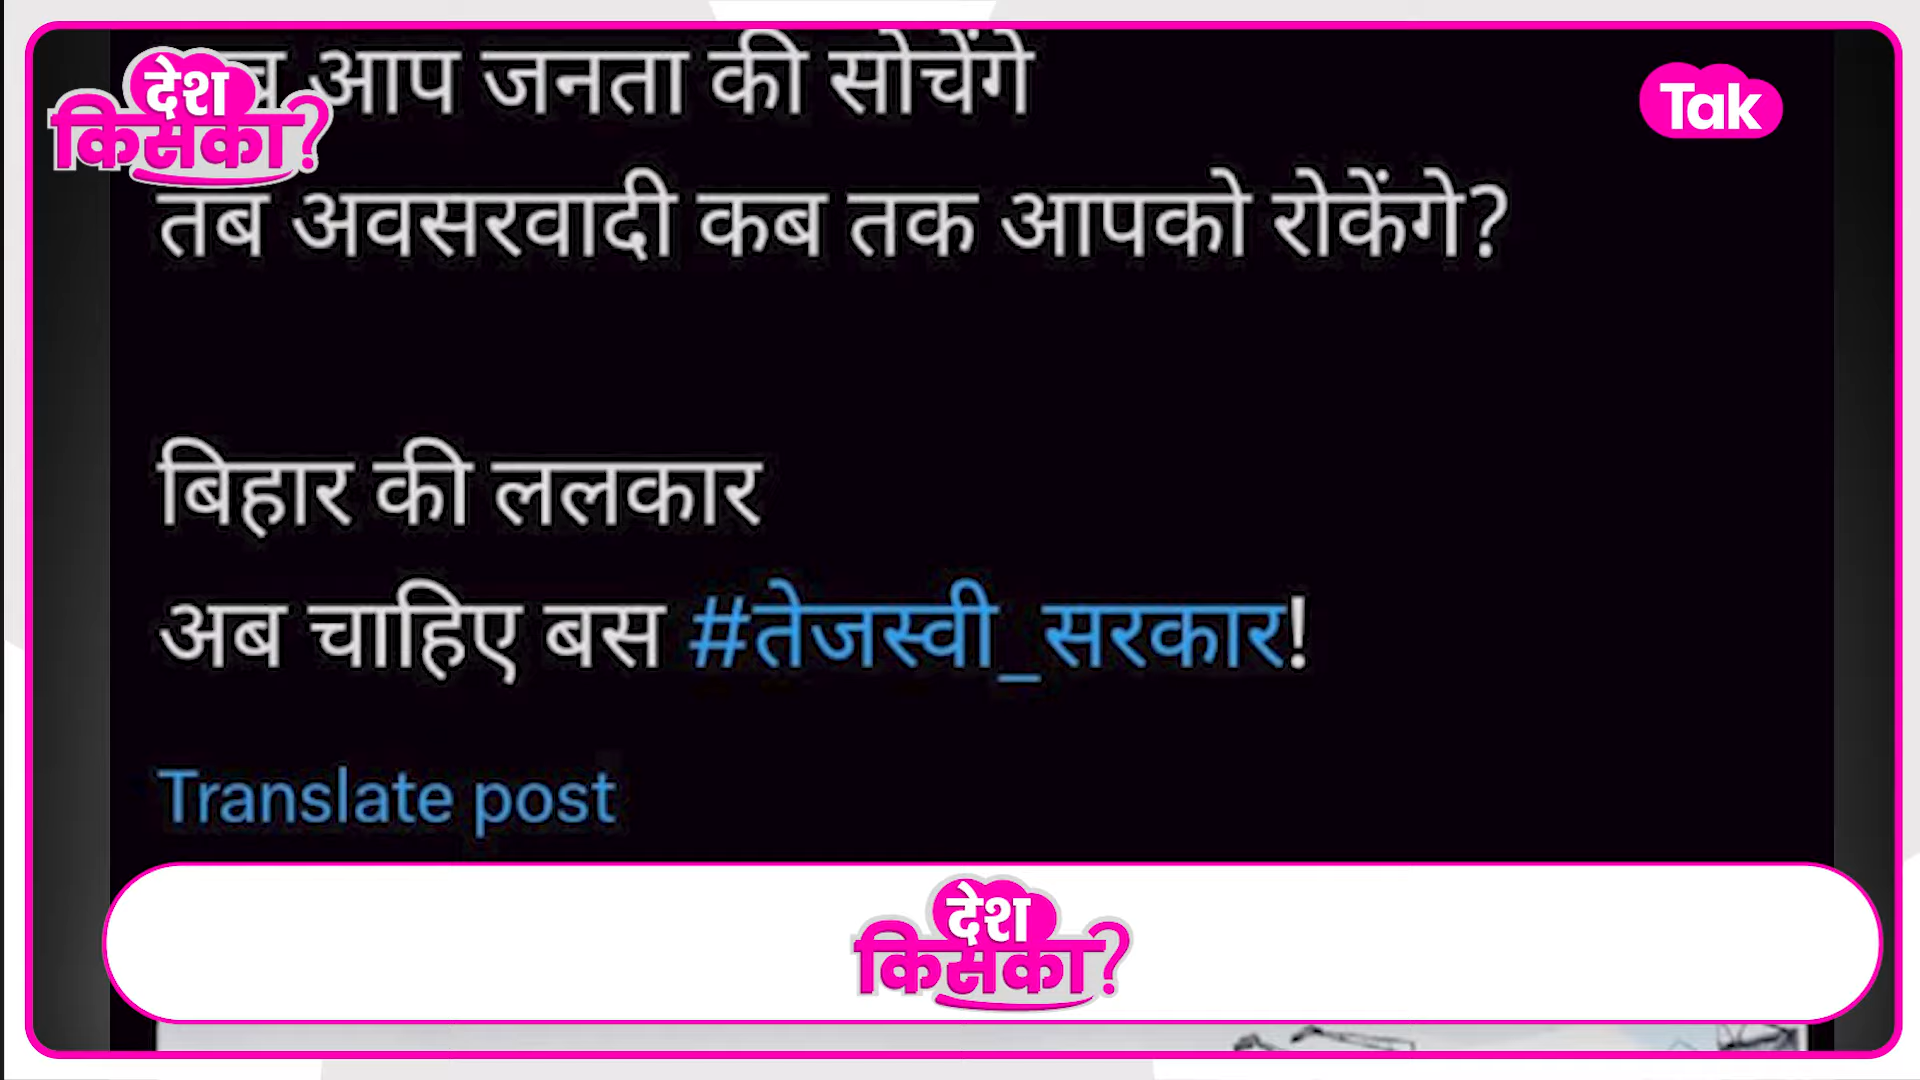 आप जनता की सोचेंगे
तब अवसरवादी कब तक आपको रोकेंगे?
बिहार की ललकार
अब चाहिए बस #तेजस्वी_सरकार!
Translate post
देश
किसका?
Tak
देश
किसका?